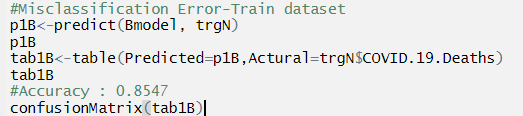 #Misclassification Error-Train dataset
p1B<-predict(Bmodel, trgN)
p1B
tab1B<-table(Predicted=p1B,Actural=trgN$COVID.19.Deaths)
tab1B
#Accuracy : 0.8547
confusionMatrix(tab1B)